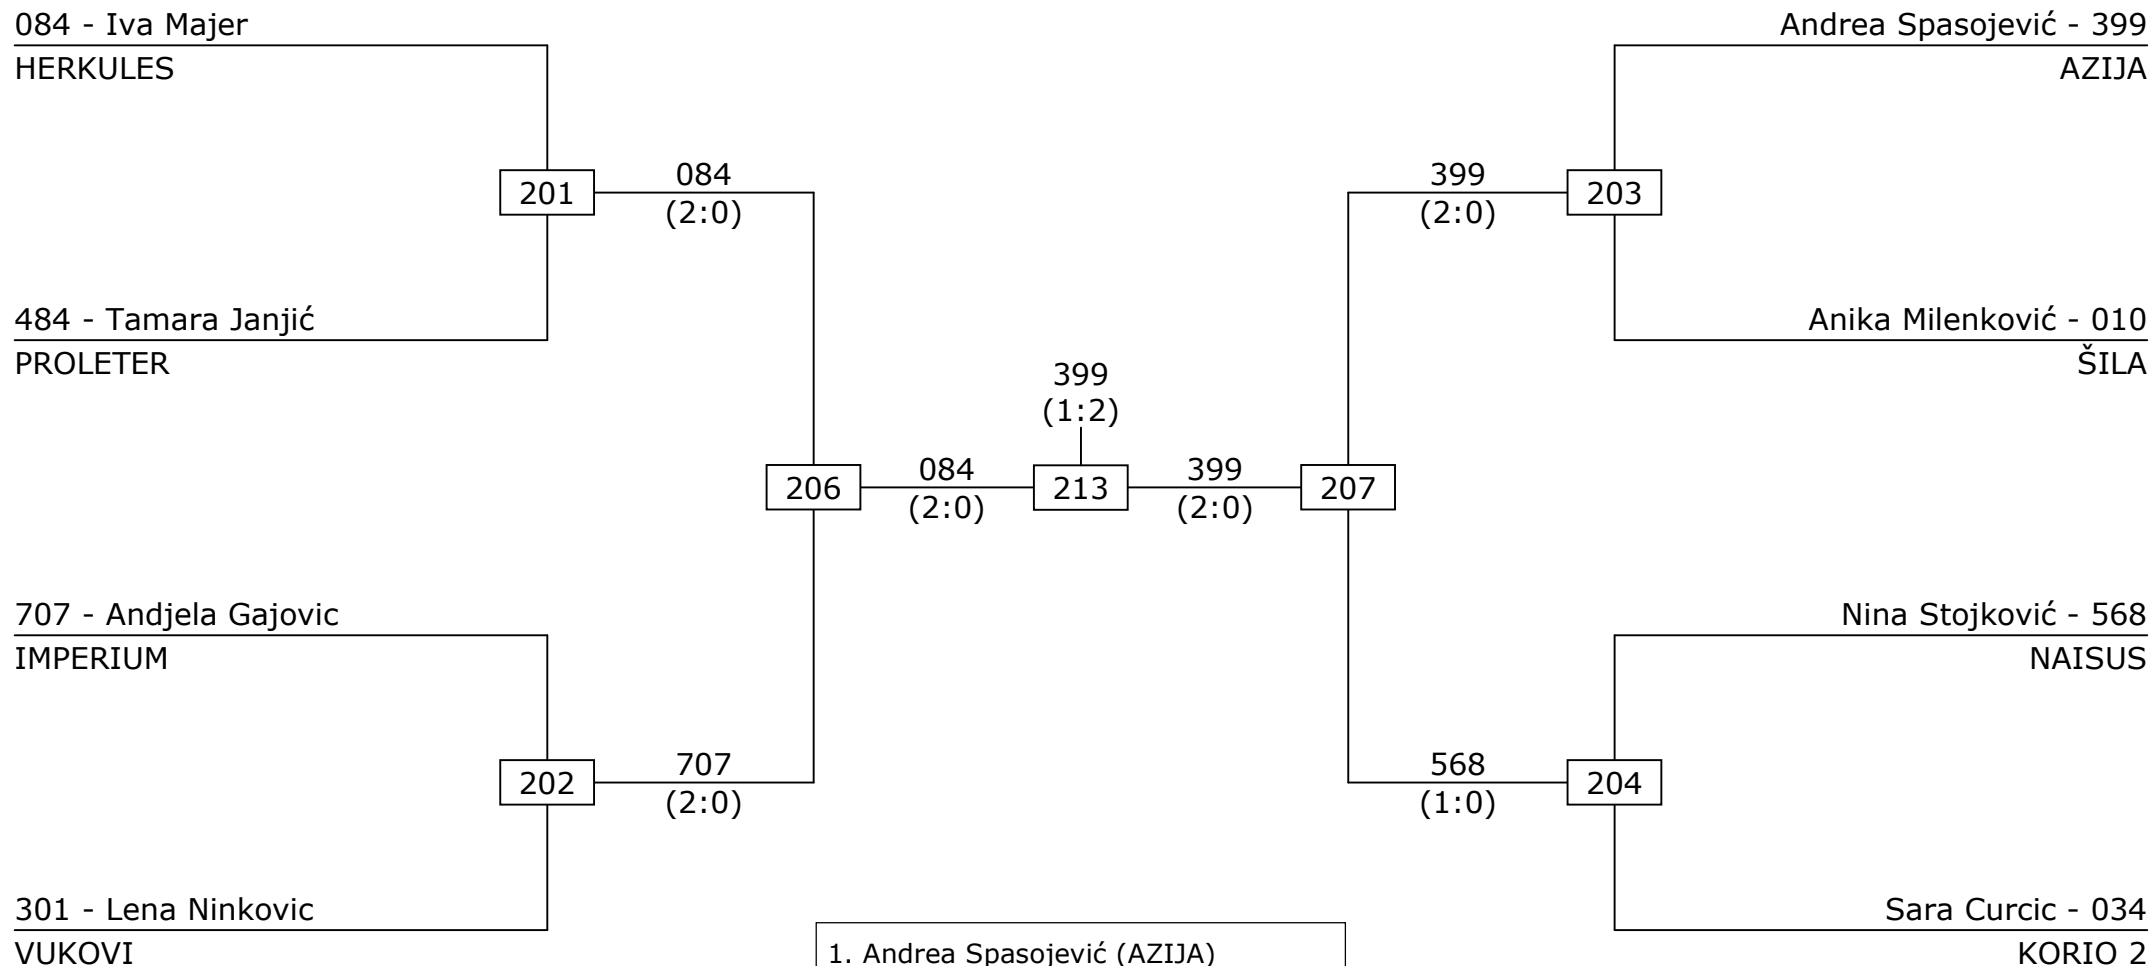 084 - Iva Majer
HERKULES
Andrea Spasojević - 399
AZIJA
201
084
(2:0)
399
(2:0)
203
484 - Tamara Janjić
PROLETER
Anika Milenković - 010
ŠILA
399
(1:2)
206
084
(2:0)
213
399
(2:0)
207
707 - Andjela Gajovic
IMPERIUM
Nina Stojković - 568
NAISUS
202
707
(2:0)
568
(1:0)
204
301 - Lena Ninkovic
VUKOVI
Sara Curcic - 034
KORIO 2
1. Andrea Spasojević (AZIJA)